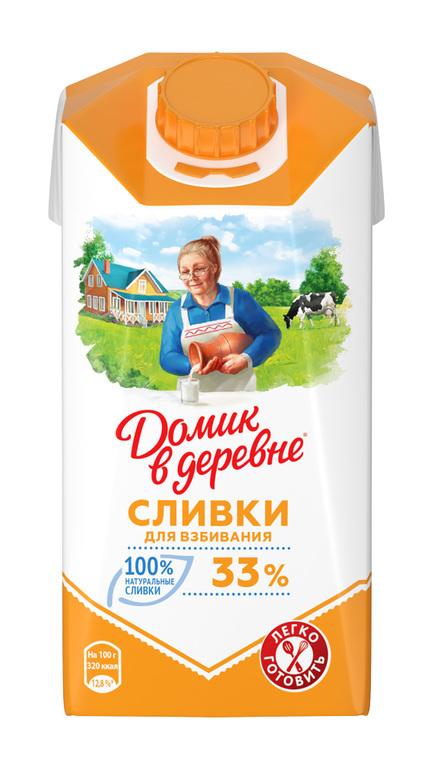 Домик
в деревне®
СЛИВКИ
ДЛЯ ВЗБИВАНИЯ
100%
НАТУРАЛЬНЫЕ
СЛИВКИ
33%
На 100 г
320 ккал
12,8%*
ЛЕГКО
ГОТОВИТЬ